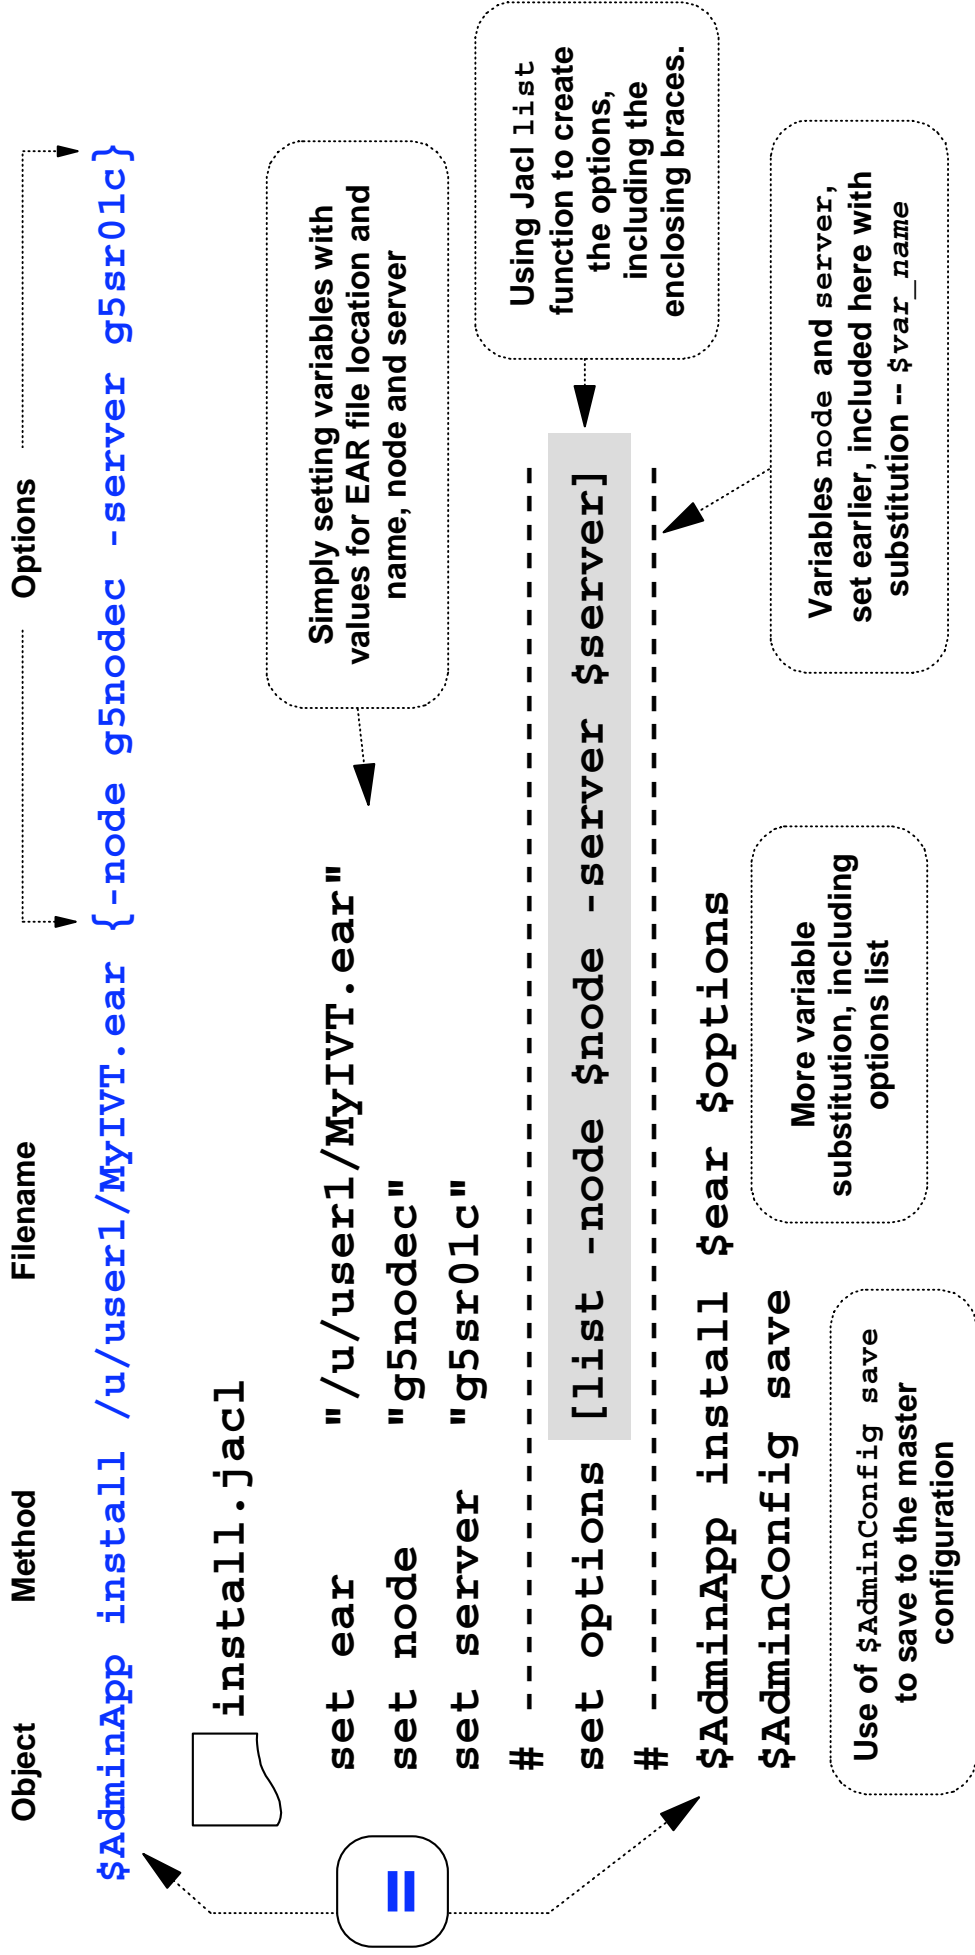 Object Method Filename Options
$AdminApp install /u/user1/MyIVT.ear {-node g5nodec -server g5sr01c}
install.jacl
set ear "/u/user1/MyIVT.ear"
set node "g5nodec"
set server "g5sr01c"
# - - - - - - - - - - - - - - - - - - - - - - - - - - - - - - - - - - -
set options [list -node $node -server $server]
# - - - - - - - - - - - - - - - - - - - - - - - - - - - - - - - - - - -
$AdminApp install $ear $options
$AdminConfig save
=
Simply setting variables with
values for EAR file location and
name, node and server
Using Jacl list
function to create
the options,
including the
enclosing braces.
Variables node and server,
set earlier, included here with
substitution -- $var_name
More variable
substitution, including
options list
Use of $AdminConfig save
to save to the master
configuration